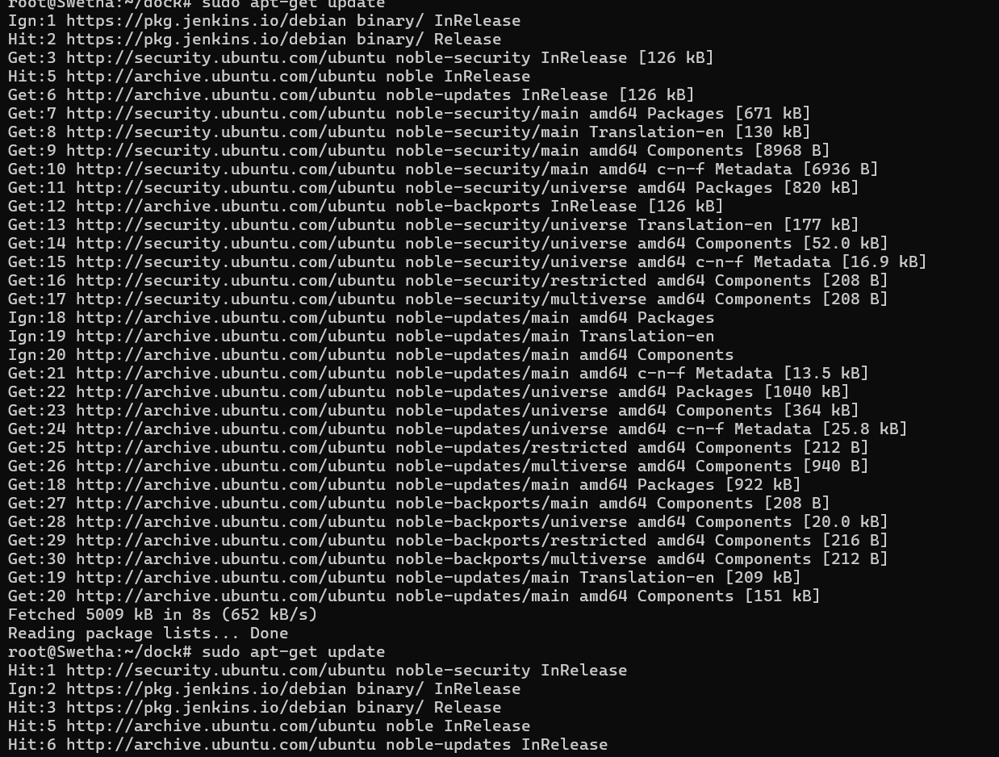 root@Swetha:~/dock# sudo apt-get update
Ign:1 https://pkg.jenkins.io/debian binary/ InRelease
Hit:2 https://pkg.jenkins.io/debian binary/ Release
Get:3 http://security.ubuntu.com/ubuntu noble-security InRelease [126 kB]
Hit:5 http://archive.ubuntu.com/ubuntu noble InRelease
Get:6 http://archive.ubuntu.com/ubuntu noble-updates InRelease [126 kB]
Get:7 http://security.ubuntu.com/ubuntu noble-security/main amd64 Packages [671 kB]
Get:8 http://security.ubuntu.com/ubuntu noble-security/main Translation-en [130 kB]
Get:9 http://security.ubuntu.com/ubuntu noble-security/main amd64 Components [8968 B]
Get:10 http://security.ubuntu.com/ubuntu noble-security/main amd64 c-n-f Metadata [6936 B]
Get:11 http://security.ubuntu.com/ubuntu noble-security/universe amd64 Packages [820 kB]
Get:12 http://archive.ubuntu.com/ubuntu noble-backports InRelease [126 kB]
Get:13 http://security.ubuntu.com/ubuntu noble-security/universe Translation-en [177 kB]
Get:14 http://security.ubuntu.com/ubuntu noble-security/universe amd64 Components [52.0 kB]
Get:15 http://security.ubuntu.com/ubuntu noble-security/universe amd64 c-n-f Metadata [16.9 kB]
Get:16 http://security.ubuntu.com/ubuntu noble-security/restricted amd64 Components [208 B]
Get:17 http://security.ubuntu.com/ubuntu noble-security/multiverse amd64 Components [208 B]
Ign:18 http://archive.ubuntu.com/ubuntu noble-updates/main amd64 Packages
Ign:19 http://archive.ubuntu.com/ubuntu noble-updates/main Translation-en
Ign:20 http://archive.ubuntu.com/ubuntu noble-updates/main amd64 Components
Get:21 http://archive.ubuntu.com/ubuntu noble-updates/main amd64 c-n-f Metadata [13.5 kB]
Get:22 http://archive.ubuntu.com/ubuntu noble-updates/universe amd64 Packages [1040 kB]
Get:23 http://archive.ubuntu.com/ubuntu noble-updates/universe amd64 Components [364 kB]
Get:24 http://archive.ubuntu.com/ubuntu noble-updates/universe amd64 c-n-f Metadata [25.8 kB]
Get:25 http://archive.ubuntu.com/ubuntu noble-updates/restricted amd64 Components [212 B]
Get:26 http://archive.ubuntu.com/ubuntu noble-updates/multiverse amd64 Components [940 B]
Get:18 http://archive.ubuntu.com/ubuntu noble-updates/main amd64 Packages [922 kB]
Get:27 http://archive.ubuntu.com/ubuntu noble-backports/main amd64 Components [208 B]
Get:28 http://archive.ubuntu.com/ubuntu noble-backports/universe amd64 Components [20.0 kB]
Get:29 http://archive.ubuntu.com/ubuntu noble-backports/restricted amd64 Components [216 B]
Get:30 http://archive.ubuntu.com/ubuntu noble-backports/multiverse amd64 Components [212 B]
Get:19 http://archive.ubuntu.com/ubuntu noble-updates/main Translation-en [209 kB]
Get:20 http://archive.ubuntu.com/ubuntu noble-updates/main amd64 Components [151 kB]
Fetched 5009 kB in 8s (652 kB/s)
Reading package lists... Done
root@Swetha:~/dock# sudo apt-get update
Hit:1 http://security.ubuntu.com/ubuntu noble-security InRelease
Ign:2 https://pkg.jenkins.io/debian binary/ InRelease
Hit:3 https://pkg.jenkins.io/debian binary/ Release
Hit:5 http://archive.ubuntu.com/ubuntu noble InRelease
Hit:6 http://archive.ubuntu.com/ubuntu noble-updates InRelease